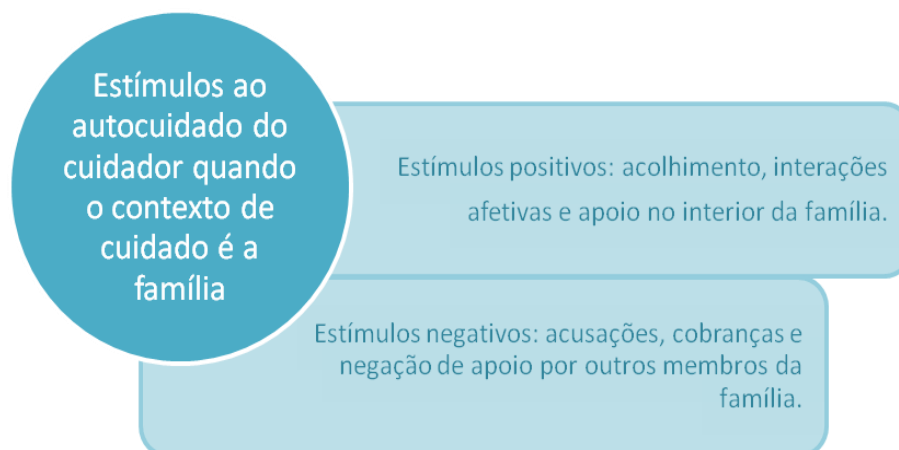 Estímulos ao
autocuidado do
cuidador quando
o contexto de
cuidado é a
família
Estímulos positivos: acolhimento, interações
afetivas e apoio no interior da família.
Estímulos negativos: acusações, cobranças e
negação de apoio por outros membros da
família.